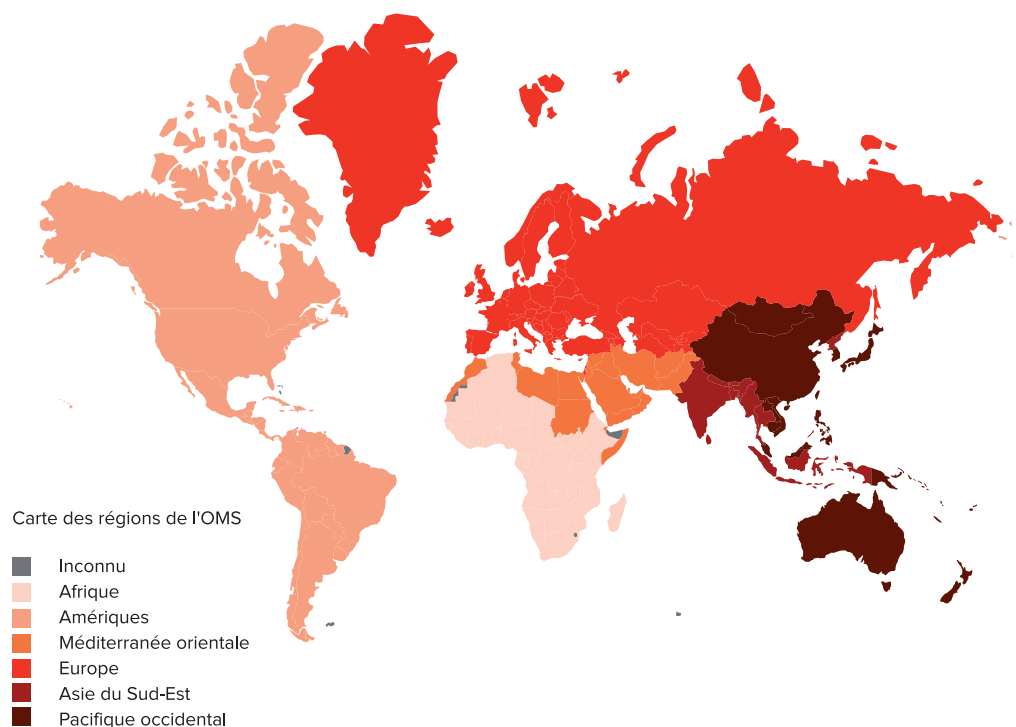 Carte des régions de l'OMS
Inconnu
Afrique
Amériques
Méditerranée orientale
Europe
Asie du Sud-Est
Pacifique occidental